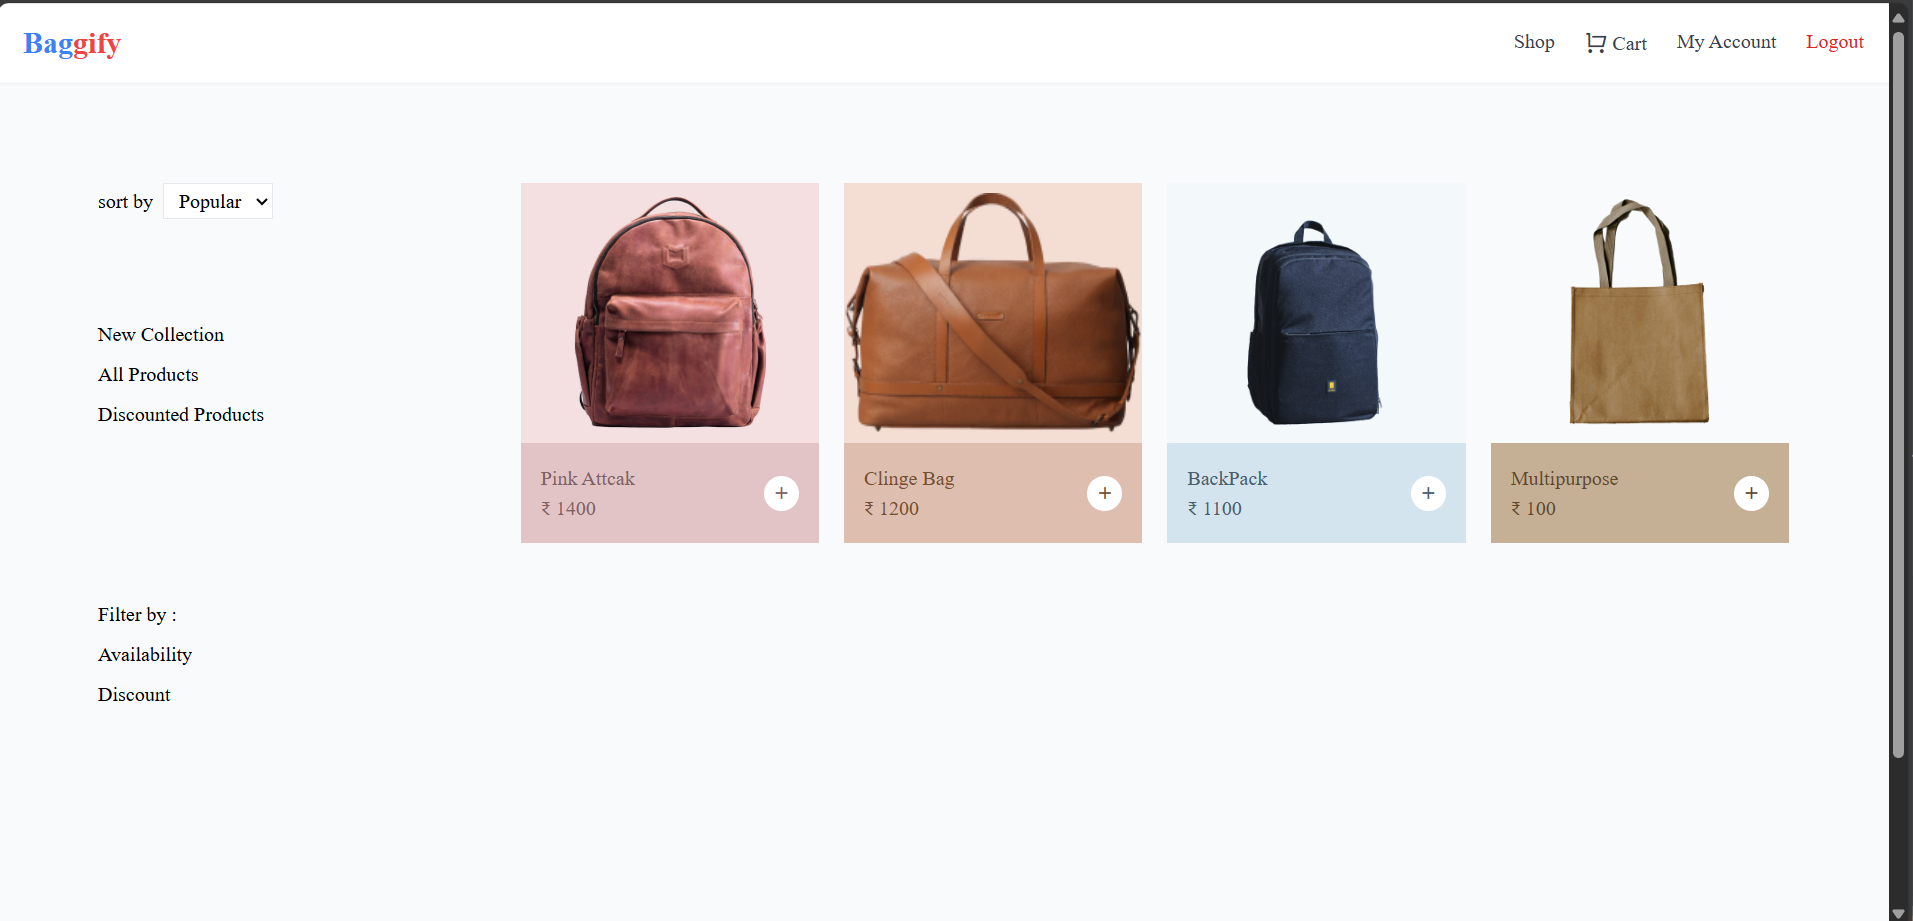 Baggify
Shop
Cart
My Account
Logout
sort by
Popular
New Collection
All Products
Discounted Products
Filter by :
Availability
Discount
Pink Attcak
₹ 1400
+
Clinge Bag
₹ 1200
+
BackPack
₹ 1100
+
Multipurpose
₹ 100
+